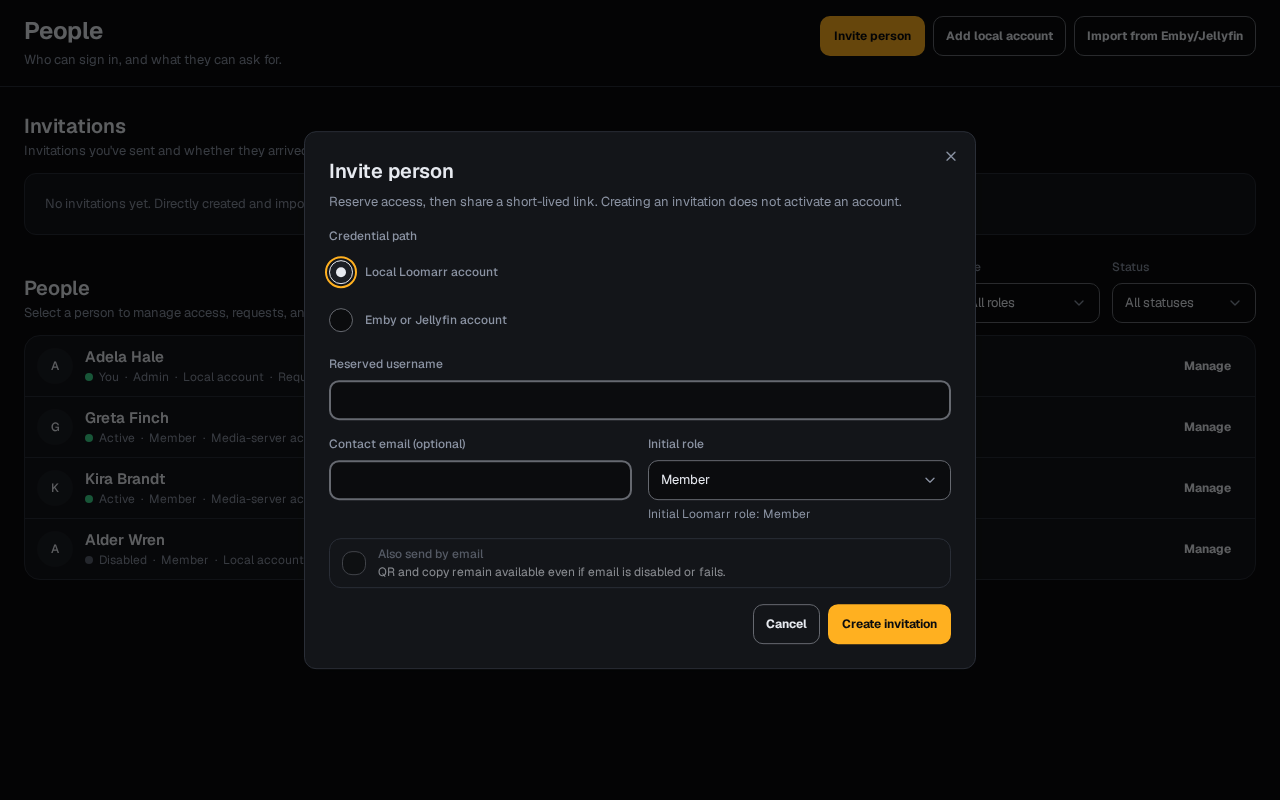 People
Who can sign in, and what they can ask for.
Invite person
Add local account
Import from Emby/Jellyfin
Invitations
Invitations you've sent and whether they arrived
No invitations yet. Directly created and impo
People
Select a person to manage access, requests, an
All roles
Status
All statuses
A
Adela Hale
You · Admin · Local account · Requ
Manage
G
Greta Finch
Active · Member · Media-server ac
Manage
K
Kira Brandt
Active · Member · Media-server ac
Manage
A
Alder Wren
Disabled · Member · Local account
Manage
Invite person
Reserve access, then share a short-lived link. Creating an invitation does not activate an account.
Credential path
Local Loomarr account
Emby or Jellyfin account
Reserved username
Contact email (optional)
Initial role
Member
Initial Loomarr role: Member
Also send by email
QR and copy remain available even if email is disabled or fails.
Cancel
Create invitation